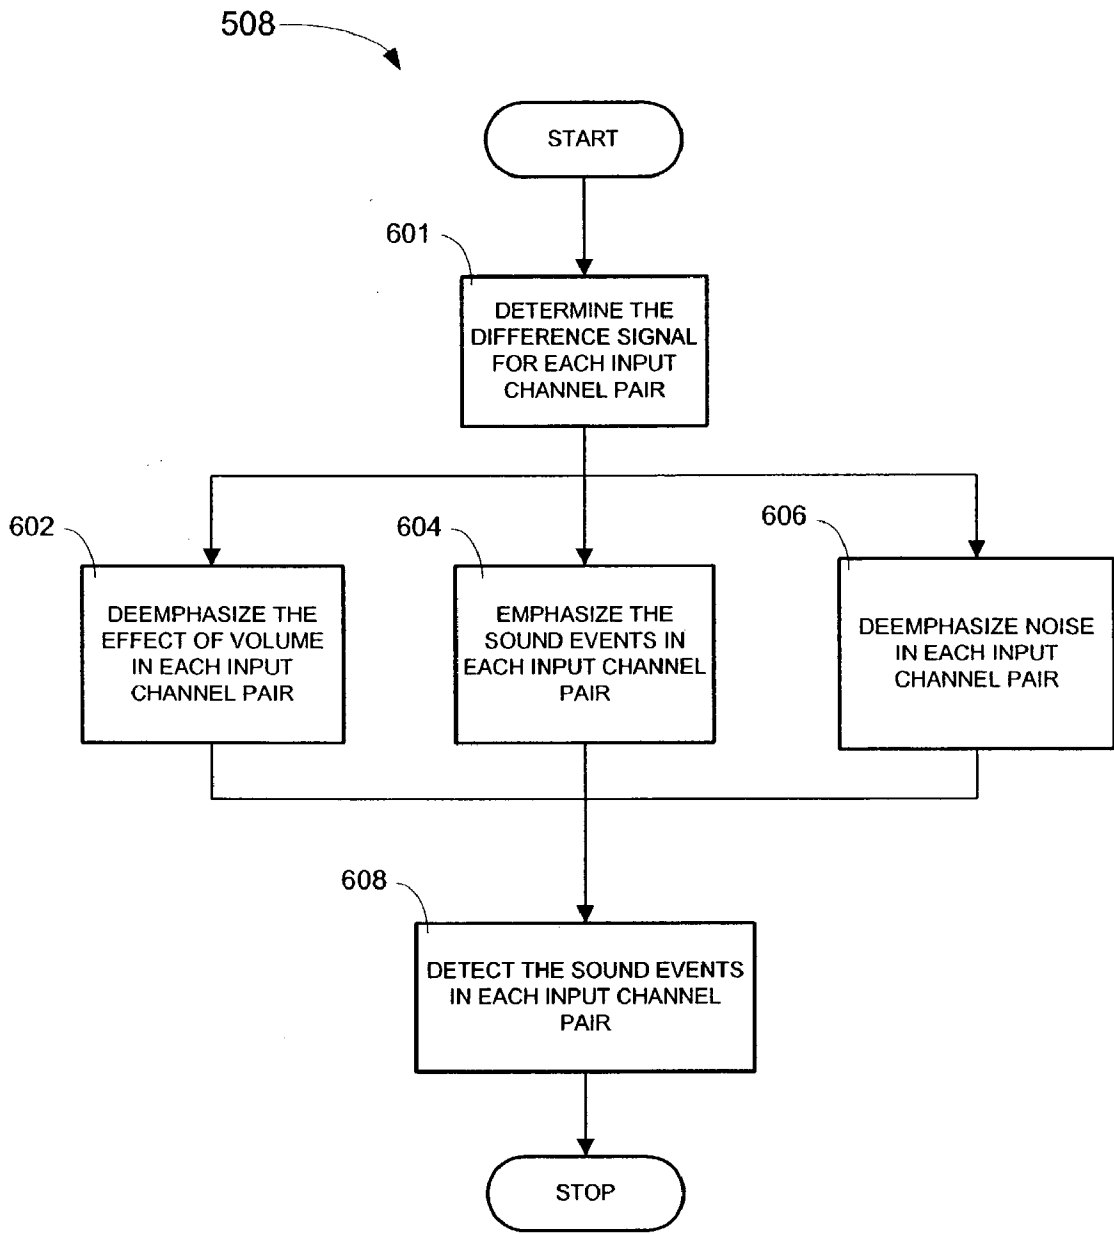 508
START
601
DETERMINE THE
DIFFERENCE SIGNAL
FOR EACH INPUT
CHANNEL PAIR
602
DEEMPHASIZE THE
EFFECT OF VOLUME
IN EACH INPUT
CHANNEL PAIR
604
EMPHASIZE THE
SOUND EVENTS IN
EACH INPUT CHANNEL
PAIR
606
DEEMPHASIZE NOISE
IN EACH INPUT
CHANNEL PAIR
608
DETECT THE SOUND EVENTS
IN EACH INPUT CHANNEL
PAIR
STOP